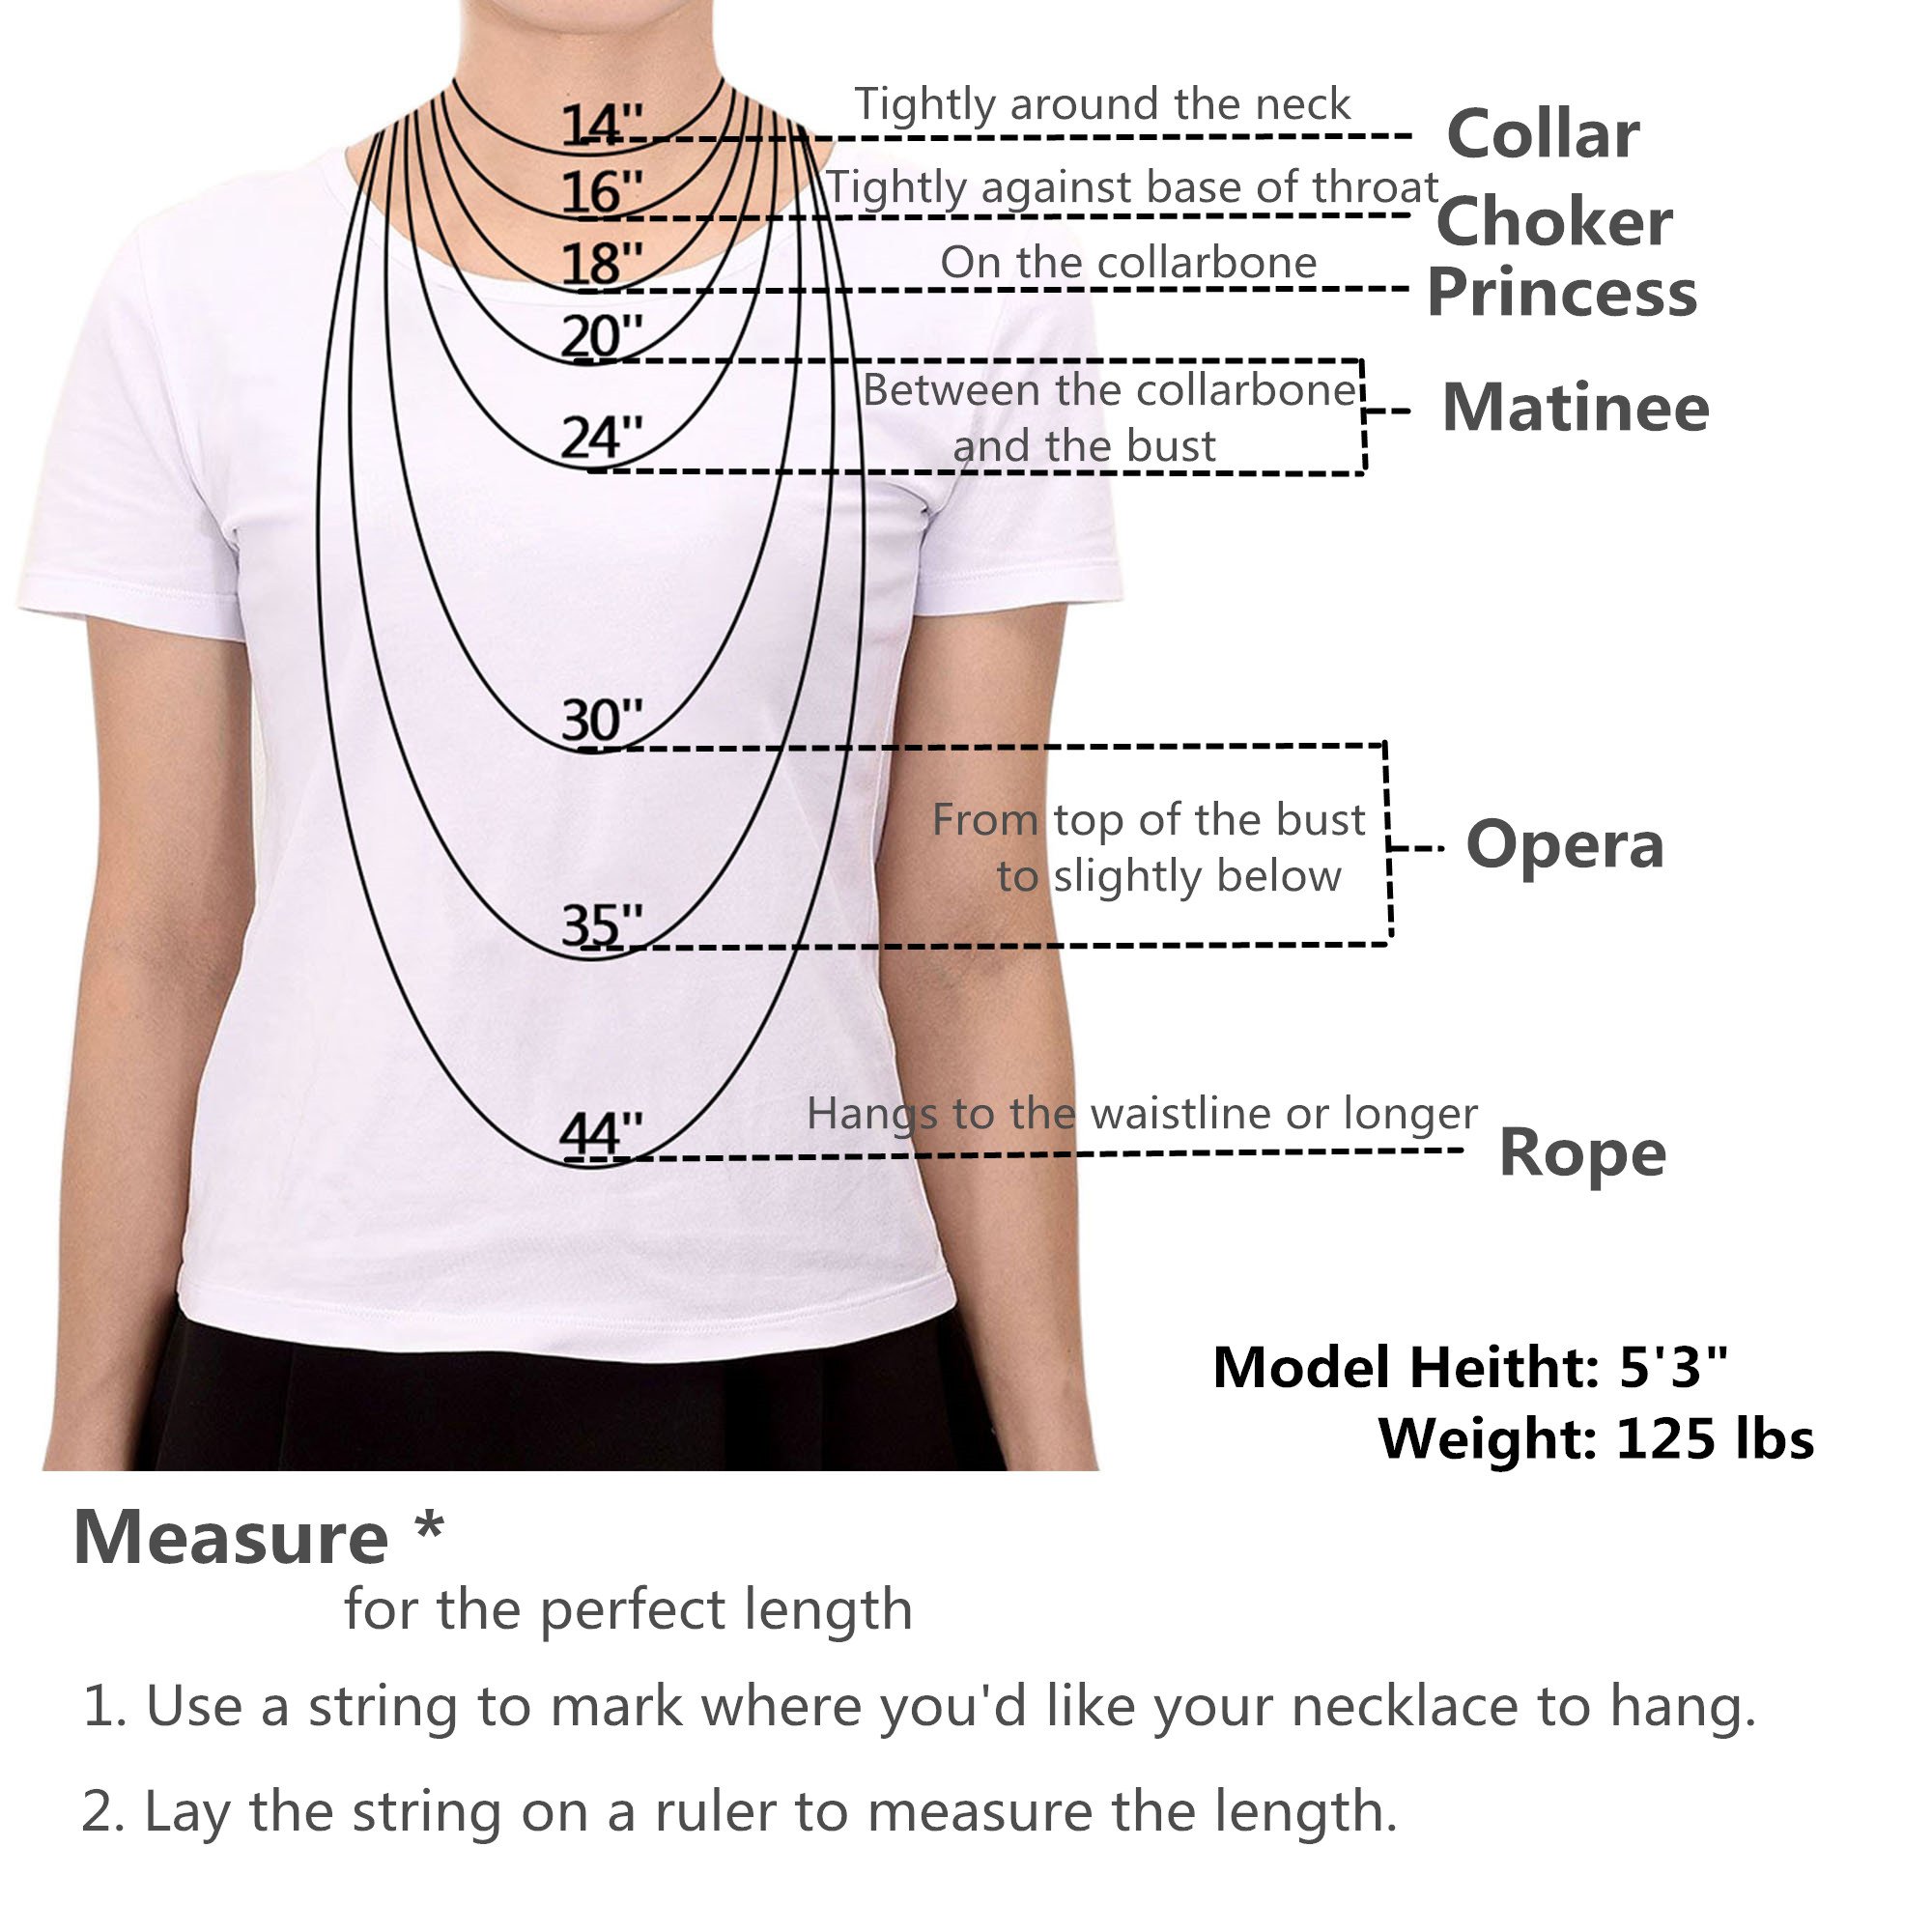 14"
Tightly around the neck
Collar
16"
Tightly against base of throat
Choker
18"
On the collarbone
Princess
20"
Between the collarbone
and the bust
Matinee
24"
30"
From top of the bust
to slightly below
Opera
35"
44"
Hangs to the waistline or longer
Rope
Model Heitht: 5'3"
Weight: 125 lbs
Measure *
for the perfect length
1. Use a string to mark where you'd like your necklace to hang.
2. Lay the string on a ruler to measure the length.